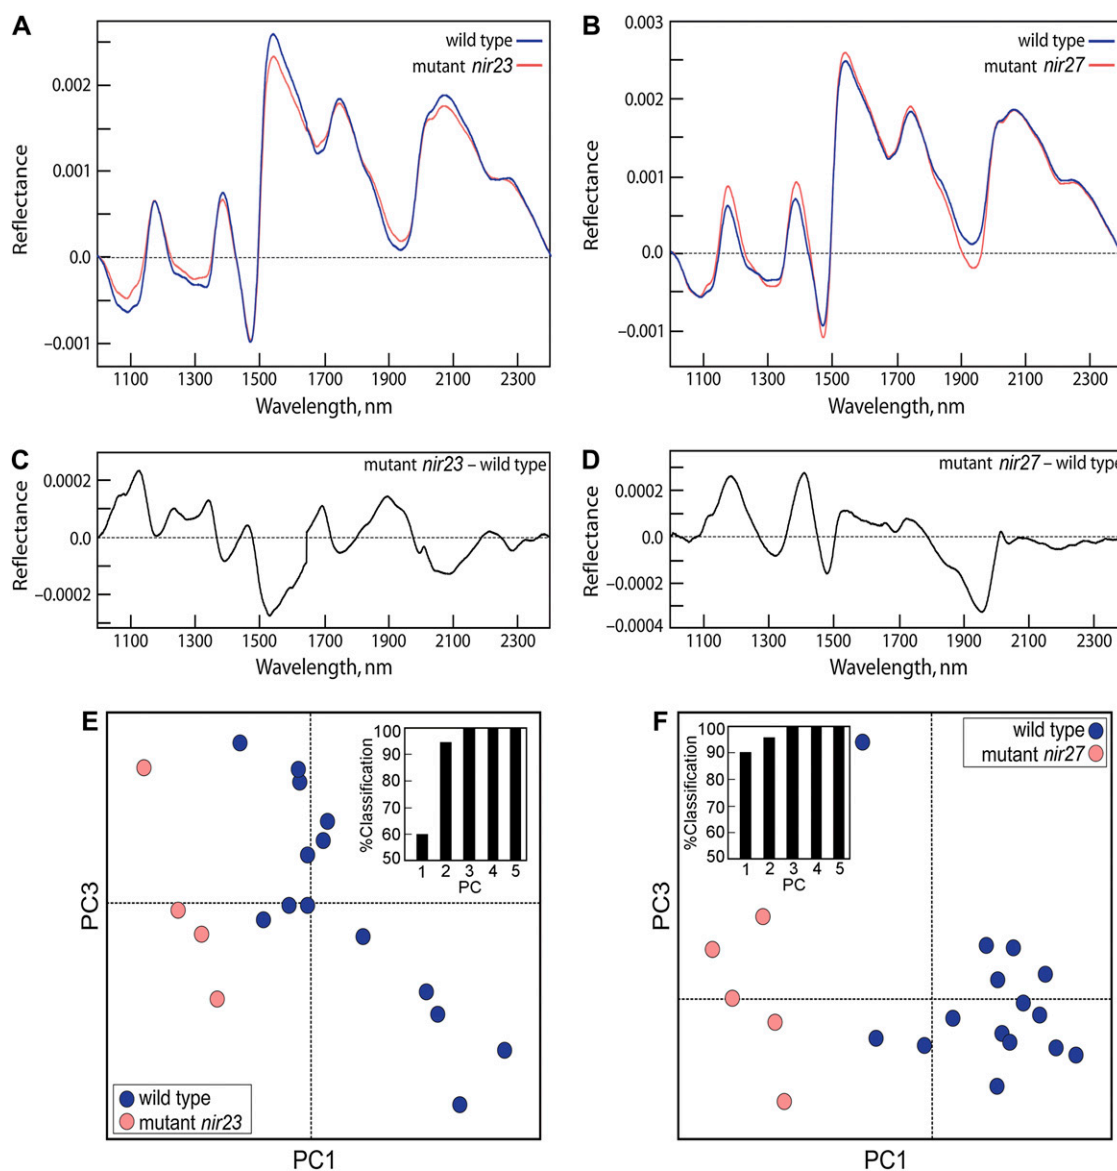 A
wild type
mutant nir23
Reflectance
0.002
0.001
0.0
−0.001
1100 1300 1500 1700 1900 2100 2300
Wavelength, nm
B
wild type
mutant nir27
Reflectance
0.003
0.002
0.001
0.0
−0.001
1100 1300 1500 1700 1900 2100 2300
Wavelength, nm
C
mutant nir23 – wild type
Reflectance
0.0002
0.0
−0.0002
1100 1300 1500 1700 1900 2100 2300
Wavelength, nm
D
mutant nir27 – wild type
Reflectance
0.0002
0.0
−0.0002
−0.0004
1100 1300 1500 1700 1900 2100 2300
Wavelength, nm
E
%Classification
100
90
80
70
60
50
1 2 3 4 5
PC
PC3
wild type
mutant nir23
PC1
F
%Classification
100
90
80
70
60
50
1 2 3 4 5
PC
wild type
mutant nir27
PC3
PC1